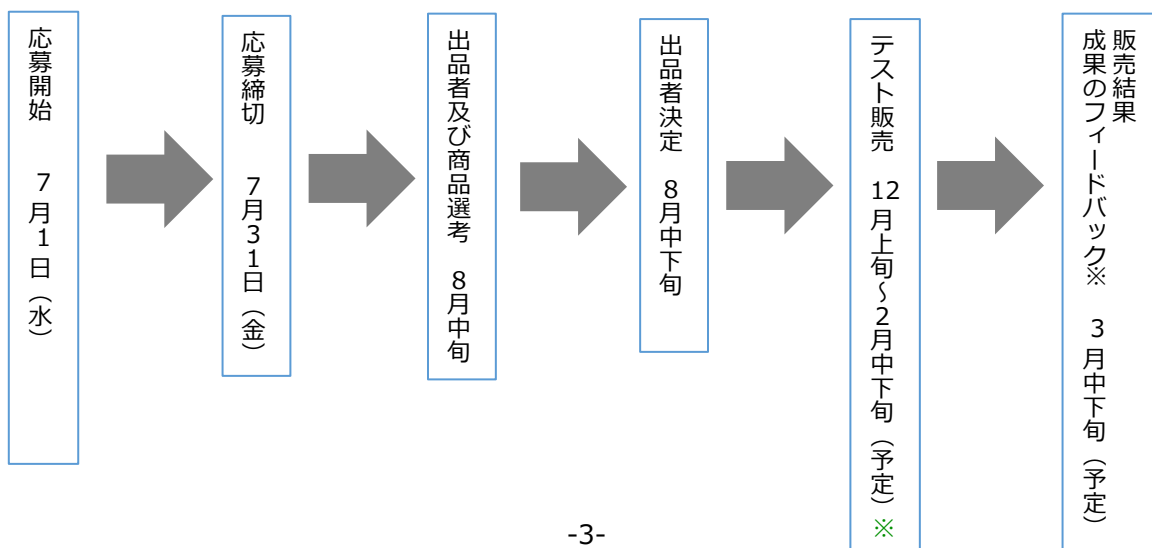 応募開始　7月1日（水）
応募締切　7月31日（金）
出品者及び商品選考　8月中旬
出品者決定　8月中下旬
テスト販売　12月上旬～2月中下旬（予定）※
販売結果
成果のフィードバック※　3月中下旬（予定）
-3-